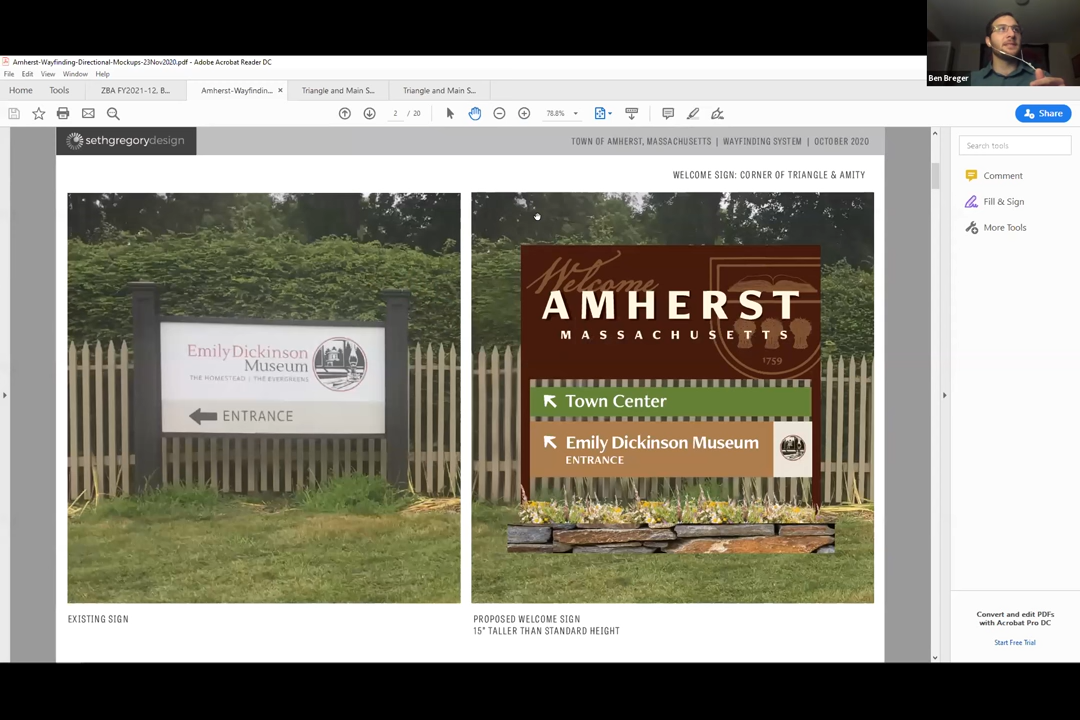 Ben Breger
Amherst-Wayfinding-Directional-Mockups-23Nov2020.pdf - Adobe Acrobat Reader DC
File Edit View Window Help
Home Tools ZBA FY2021-12, B... Amherst-Wayfindin... × Triangle and Main S... Triangle and Main S...
2 / 20 78.8% Share
sethgregorydesign
TOWN OF AMHERST, MASSACHUSETTS | WAYFINDING SYSTEM | OCTOBER 2020
WELCOME SIGN: CORNER OF TRIANGLE & AMITY
Emily Dickinson
Museum
THE HOMESTEAD | THE EVERGREENS
ENTRANCE
Welcome
AMHERST
MASSACHUSETTS
1759
Town Center
Emily Dickinson Museum
ENTRANCE
EXISTING SIGN
PROPOSED WELCOME SIGN
15" TALLER THAN STANDARD HEIGHT
Search tools
Comment
Fill & Sign
More Tools
Convert and edit PDFs
with Acrobat Pro DC
Start Free Trial